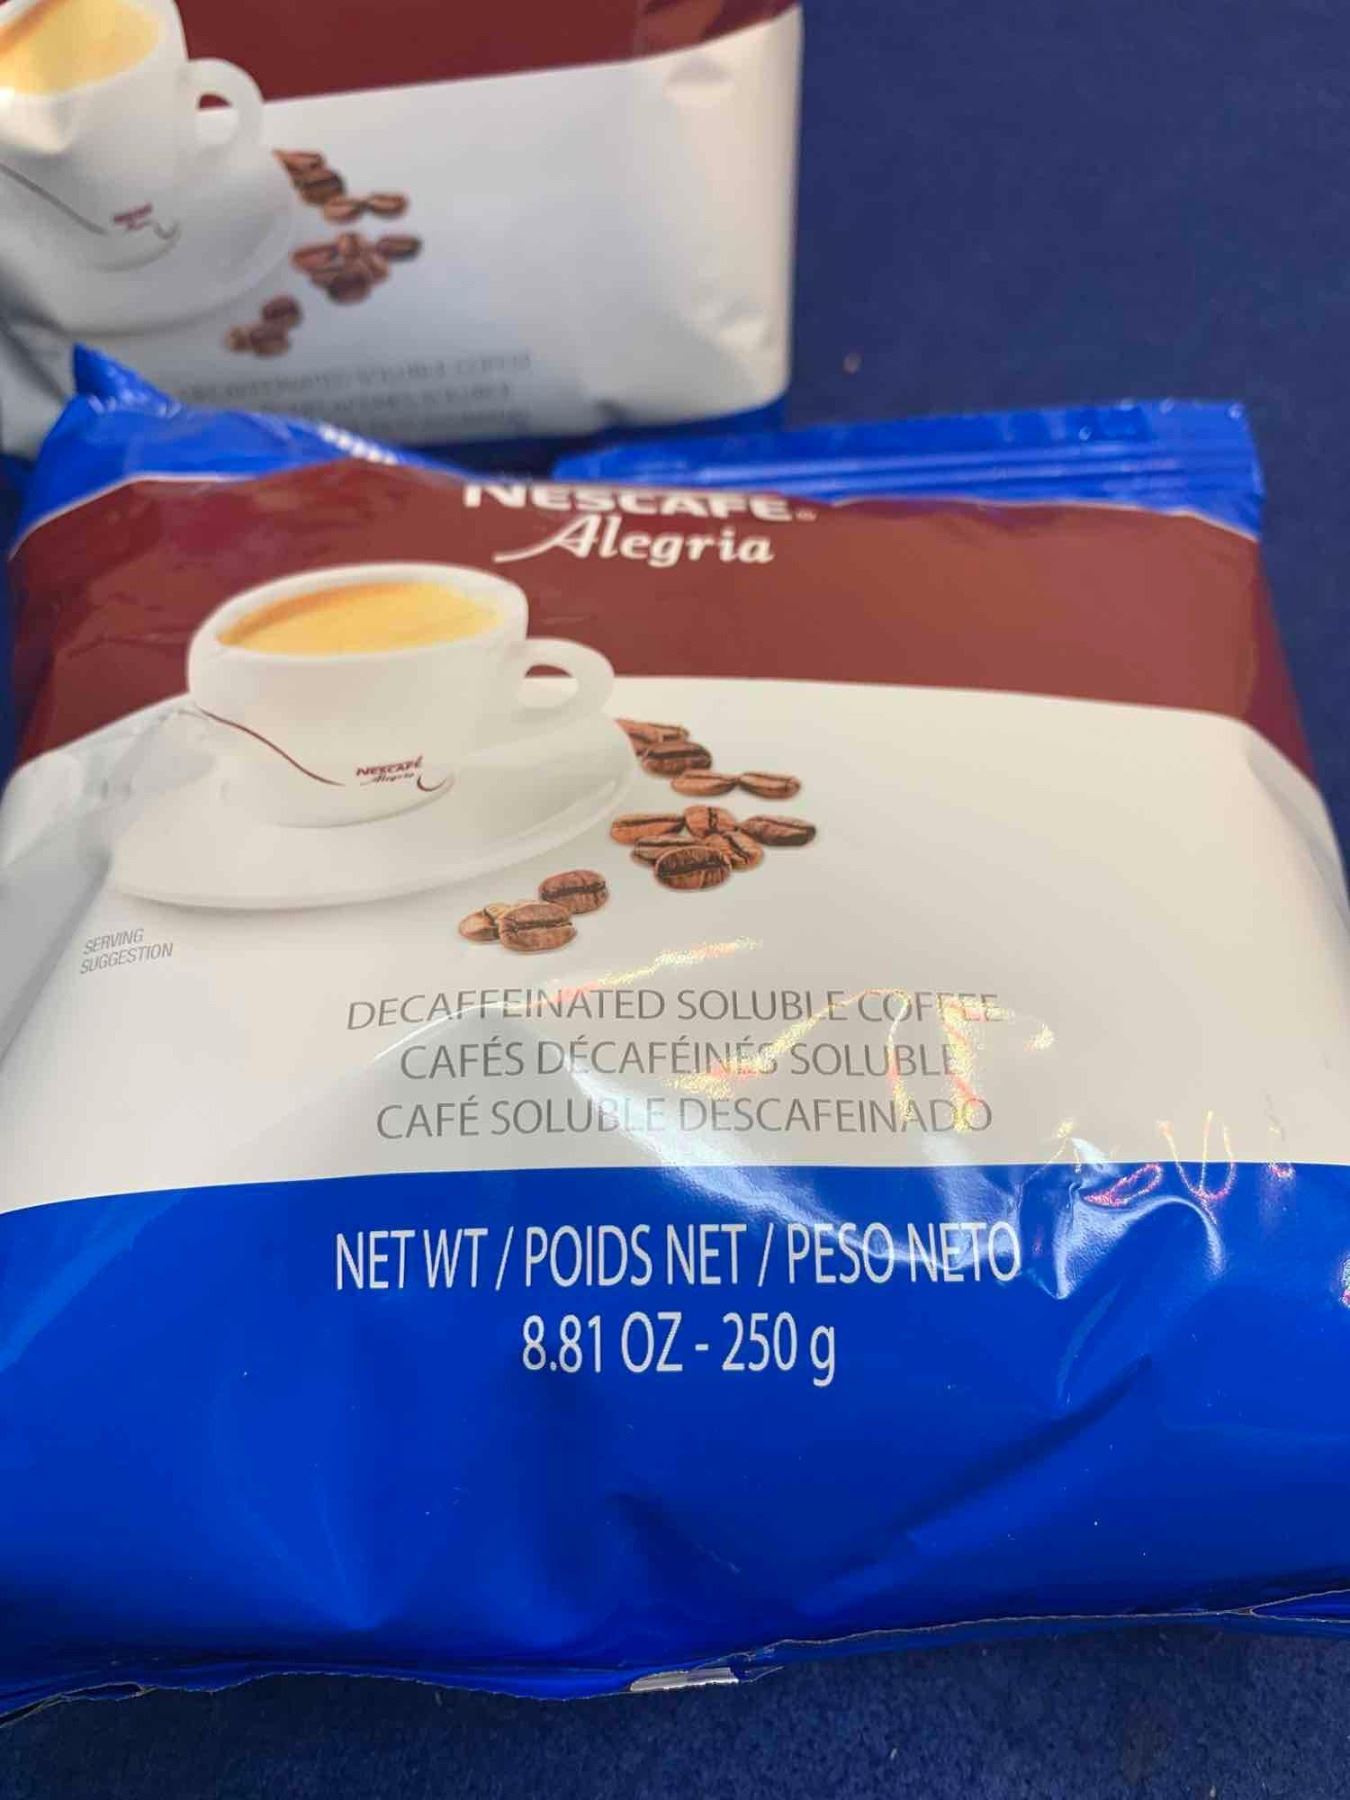 NESCAFÉ®
Alegria
NESCAFÉ
Alegria
SERVING
SUGGESTION
DECAFFEINATED SOLUBLE COFFEE
CAFÉS DÉCAFÉINÉS SOLUBLE
CAFÉ SOLUBLE DESCAFEINADO
NET WT / POIDS NET / PESO NETO
8.81 OZ - 250 g